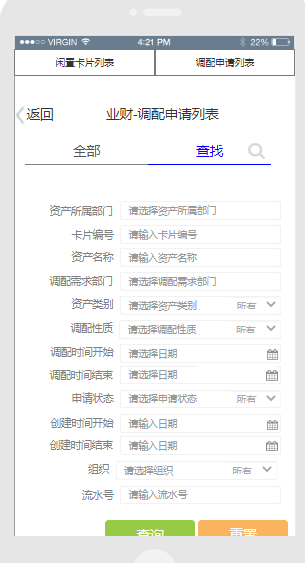 VIRGIN 4:21 PM 22%
闲置卡片列表 调配申请列表
返回 业财-调配申请列表
全部 查找
资产所属部门 请选择资产所属部门
卡片编号 请输入卡片编号
资产名称 请输入资产名称
调配需求部门 请选择调配需求部门
资产类别 请选择资产类别 所有
调配性质 请选择调配性质 所有
调配时间开始 请选择日期
调配时间结束 请选择日期
申请状态 请选择申请状态 所有
创建时间开始 请输入日期
创建时间结束 请输入日期
组织 请选择组织 所有
流水号 请输入流水号
查询 重置